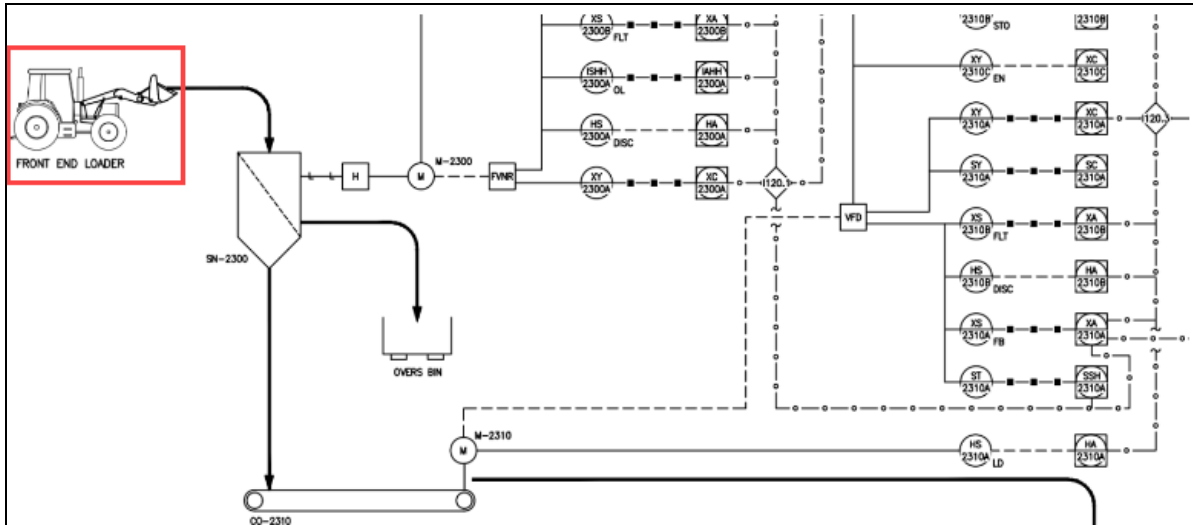 XS
2300B
FLT
XA
2300B
ISHH
2300A
OL
IAHH
2300A
HS
2300A
DISC
HA
2300A
XY
2300A
XC
2300A
I120.1
FRONT END LOADER
H
M
M-2300
FVNR
SN-2300
OVERS BIN
M-2310
M
CO-2310
2310B
STO
2310B
XY
2310C
EN
XC
2310C
XY
2310A
XC
2310A
I120.3
SY
2310A
SC
2310A
VFD
XS
2310B
FLT
XA
2310B
HS
2310B
DISC
HA
2310B
XS
2310A
FB
XA
2310A
ST
2310A
SSH
2310A
HS
2310A
LD
HA
2310A